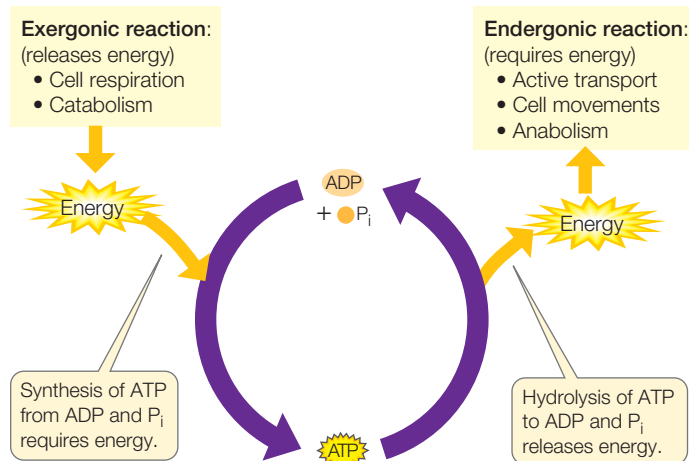 Exergonic reaction:
(releases energy)
• Cell respiration
• Catabolism
Endergonic reaction:
(requires energy)
• Active transport
• Cell movements
• Anabolism
Energy
ADP
+ Pi
Energy
Synthesis of ATP
from ADP and Pi
requires energy.
ATP
Hydrolysis of ATP
to ADP and Pi
releases energy.